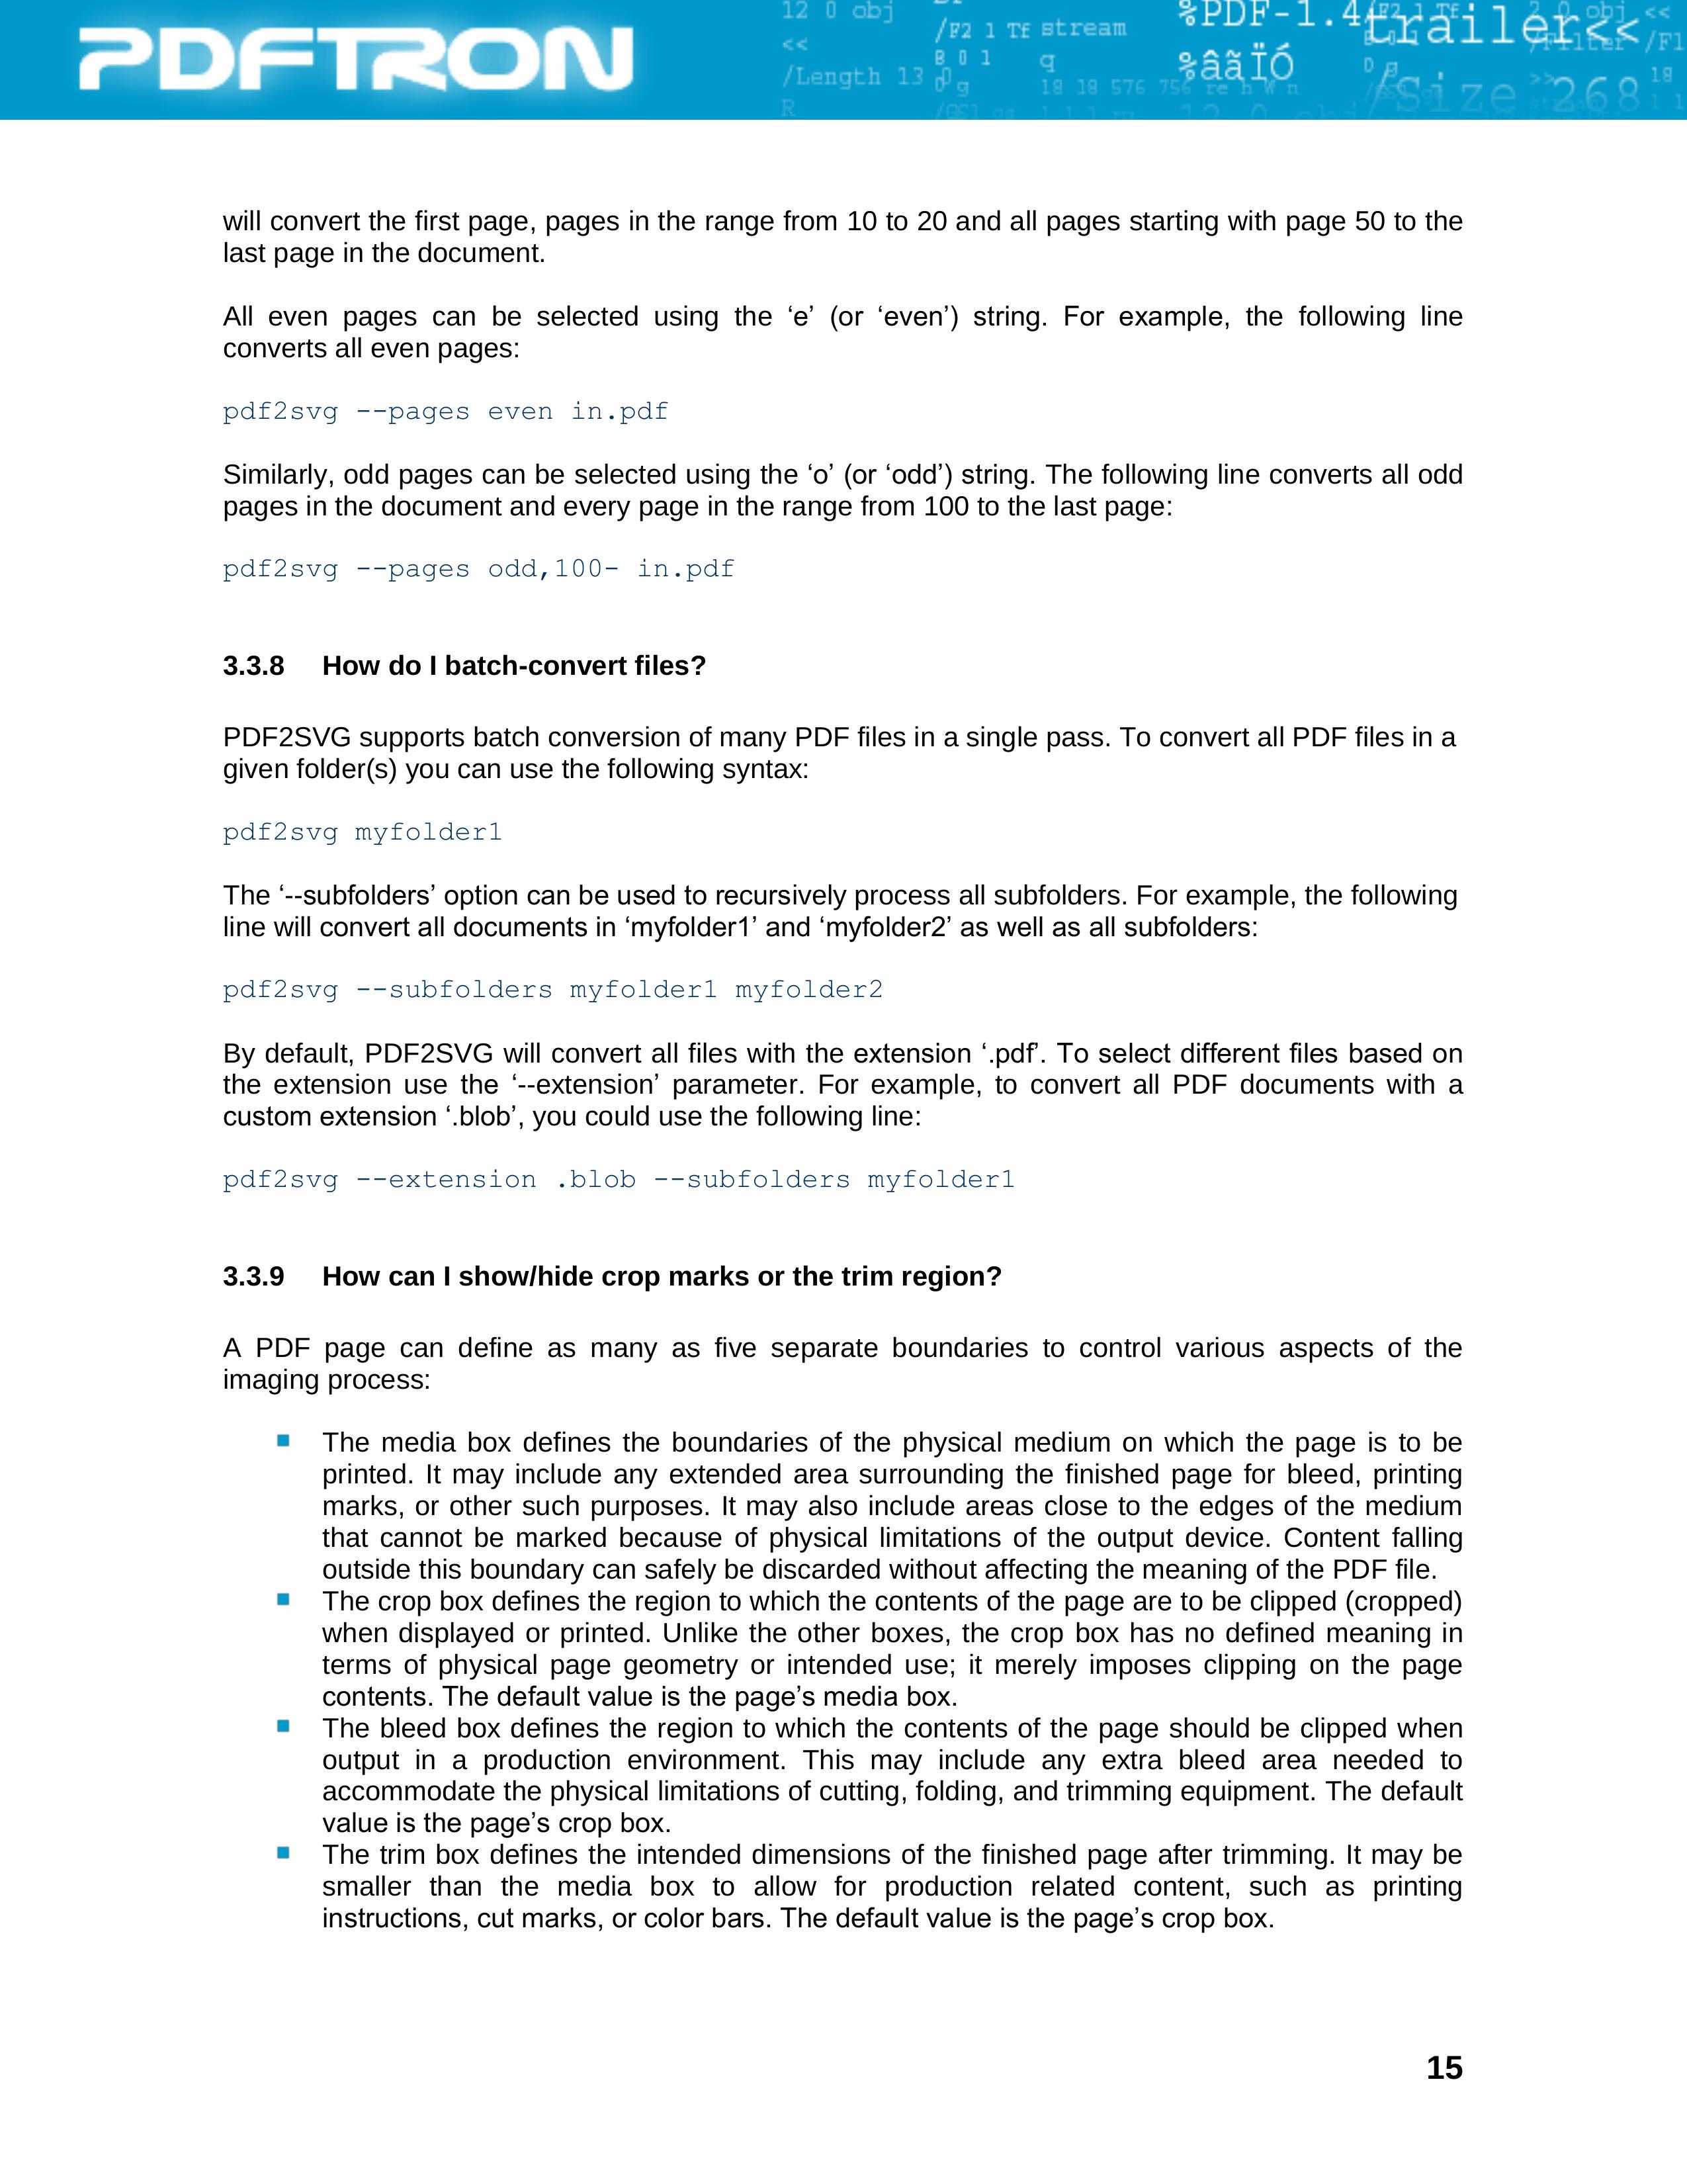 PDFTRON
12 0 obj
<<
/Length 13 0
R
/F2 1 Tf
stream
B 0 1
q
18 18 576 756 re h W n
%PDF-1.4
%âãÏÓ
trailer<<
/Size 268
will convert the first page, pages in the range from 10 to 20 and all pages starting with page 50 to the
last page in the document.
All even pages can be selected using the ‘e’ (or ‘even’) string. For example, the following line
converts all even pages:
pdf2svg --pages even in.pdf
Similarly, odd pages can be selected using the ‘o’ (or ‘odd’) string. The following line converts all odd
pages in the document and every page in the range from 100 to the last page:
pdf2svg --pages odd,100- in.pdf
3.3.8 How do I batch-convert files?
PDF2SVG supports batch conversion of many PDF files in a single pass. To convert all PDF files in a
given folder(s) you can use the following syntax:
pdf2svg myfolder1
The ‘--subfolders’ option can be used to recursively process all subfolders. For example, the following
line will convert all documents in ‘myfolder1’ and ‘myfolder2’ as well as all subfolders:
pdf2svg --subfolders myfolder1 myfolder2
By default, PDF2SVG will convert all files with the extension ‘.pdf’. To select different files based on
the extension use the ‘--extension’ parameter. For example, to convert all PDF documents with a
custom extension ‘.blob’, you could use the following line:
pdf2svg --extension .blob --subfolders myfolder1
3.3.9 How can I show/hide crop marks or the trim region?
A PDF page can define as many as five separate boundaries to control various aspects of the
imaging process:
The media box defines the boundaries of the physical medium on which the page is to be
printed. It may include any extended area surrounding the finished page for bleed, printing
marks, or other such purposes. It may also include areas close to the edges of the medium
that cannot be marked because of physical limitations of the output device. Content falling
outside this boundary can safely be discarded without affecting the meaning of the PDF file.
The crop box defines the region to which the contents of the page are to be clipped (cropped)
when displayed or printed. Unlike the other boxes, the crop box has no defined meaning in
terms of physical page geometry or intended use; it merely imposes clipping on the page
contents. The default value is the page’s media box.
The bleed box defines the region to which the contents of the page should be clipped when
output in a production environment. This may include any extra bleed area needed to
accommodate the physical limitations of cutting, folding, and trimming equipment. The default
value is the page’s crop box.
The trim box defines the intended dimensions of the finished page after trimming. It may be
smaller than the media box to allow for production related content, such as printing
instructions, cut marks, or color bars. The default value is the page’s crop box.
15